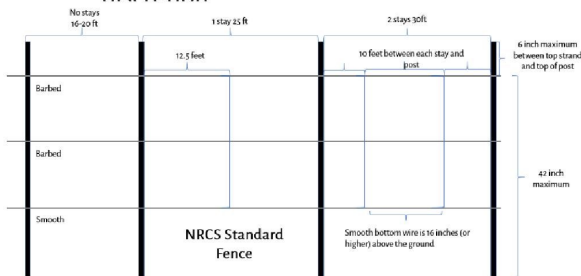 No stays
16-20 ft
1 stay 25 ft
2 stays 30ft
12.5 feet
10 feet between each stay and
post
6 inch maximum
between top strand
and top of post
Barbed
Barbed
42 inch
maximum
Smooth
NRCS Standard
Fence
Smooth bottom wire is 16 inches (or
higher) above the ground